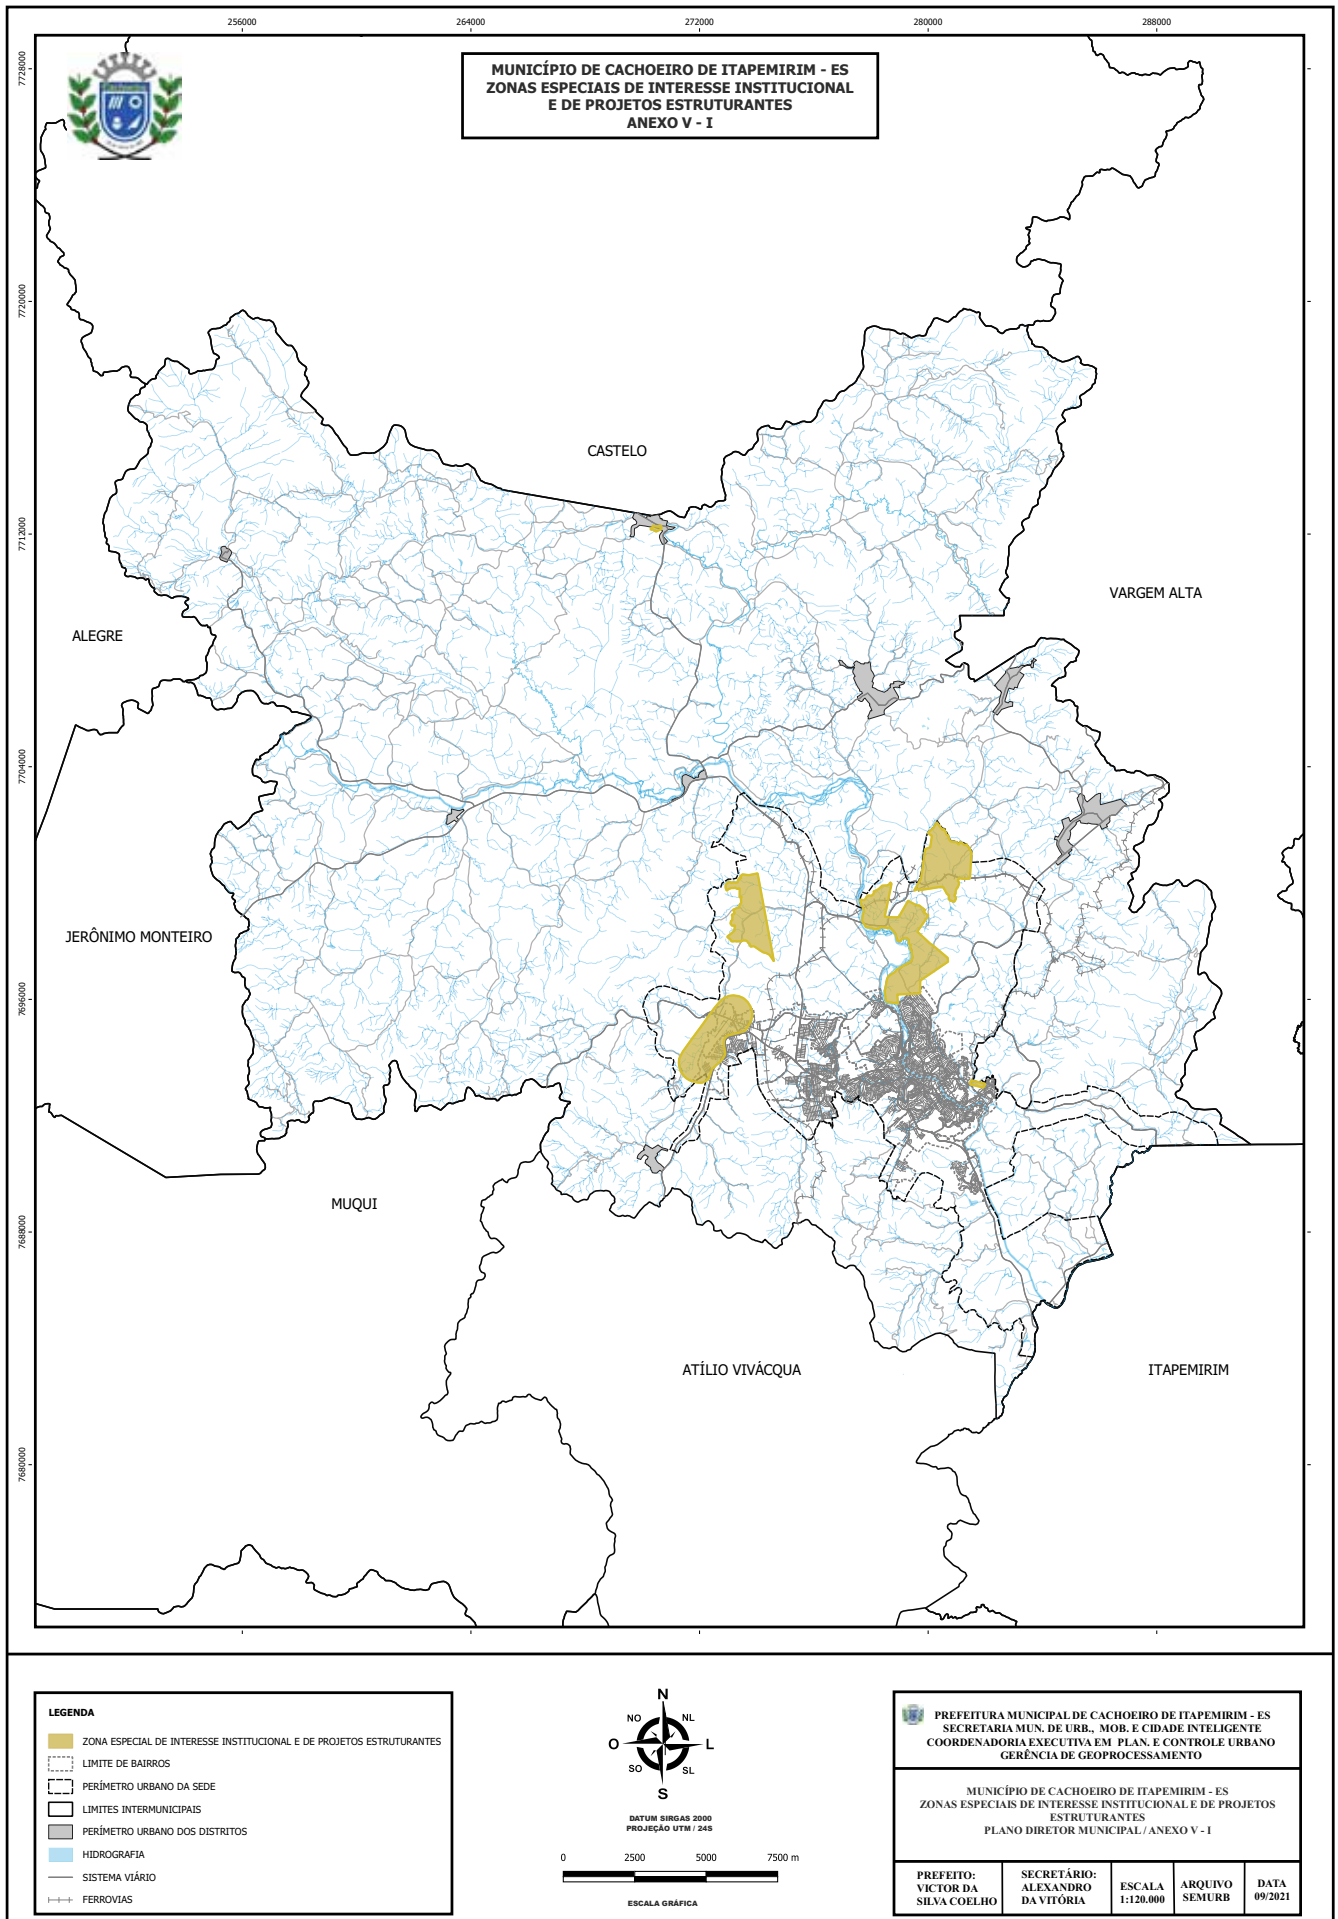 256000
264000
272000
280000
288000
7728000
7720000
7712000
7704000
7696000
7688000
7680000
MUNICÍPIO DE CACHOEIRO DE ITAPEMIRIM - ES
ZONAS ESPECIAIS DE INTERESSE INSTITUCIONAL
E DE PROJETOS ESTRUTURANTES
ANEXO V - I
CASTELO
VARGEM ALTA
ALEGRE
JERÔNIMO MONTEIRO
MUQUI
ATÍLIO VIVÁCQUA
ITAPEMIRIM
LEGENDA
ZONA ESPECIAL DE INTERESSE INSTITUCIONAL E DE PROJETOS ESTRUTURANTES
LIMITE DE BAIRROS
PERÍMETRO URBANO DA SEDE
LIMITES INTERMUNICIPAIS
PERÍMETRO URBANO DOS DISTRITOS
HIDROGRAFIA
SISTEMA VIÁRIO
FERROVIAS
N
NO NL
O L
SO SL
S
DATUM SIRGAS 2000
PROJEÇÃO UTM / 24S
0 2500 5000 7500 m
ESCALA GRÁFICA
PREFEITURA MUNICIPAL DE CACHOEIRO DE ITAPEMIRIM - ES
SECRETARIA MUN. DE URB., MOB. E CIDADE INTELIGENTE
COORDENADORIA EXECUTIVA EM PLAN. E CONTROLE URBANO
GERÊNCIA DE GEOPROCESSAMENTO
MUNICÍPIO DE CACHOEIRO DE ITAPEMIRIM - ES
ZONAS ESPECIAIS DE INTERESSE INSTITUCIONAL E DE PROJETOS
ESTRUTURANTES
PLANO DIRETOR MUNICIPAL / ANEXO V - I
PREFEITO:
VICTOR DA
SILVA COELHO
SECRETÁRIO:
ALEXANDRO
DA VITÓRIA
ESCALA
1:120.000
ARQUIVO
SEMURB
DATA
09/2021